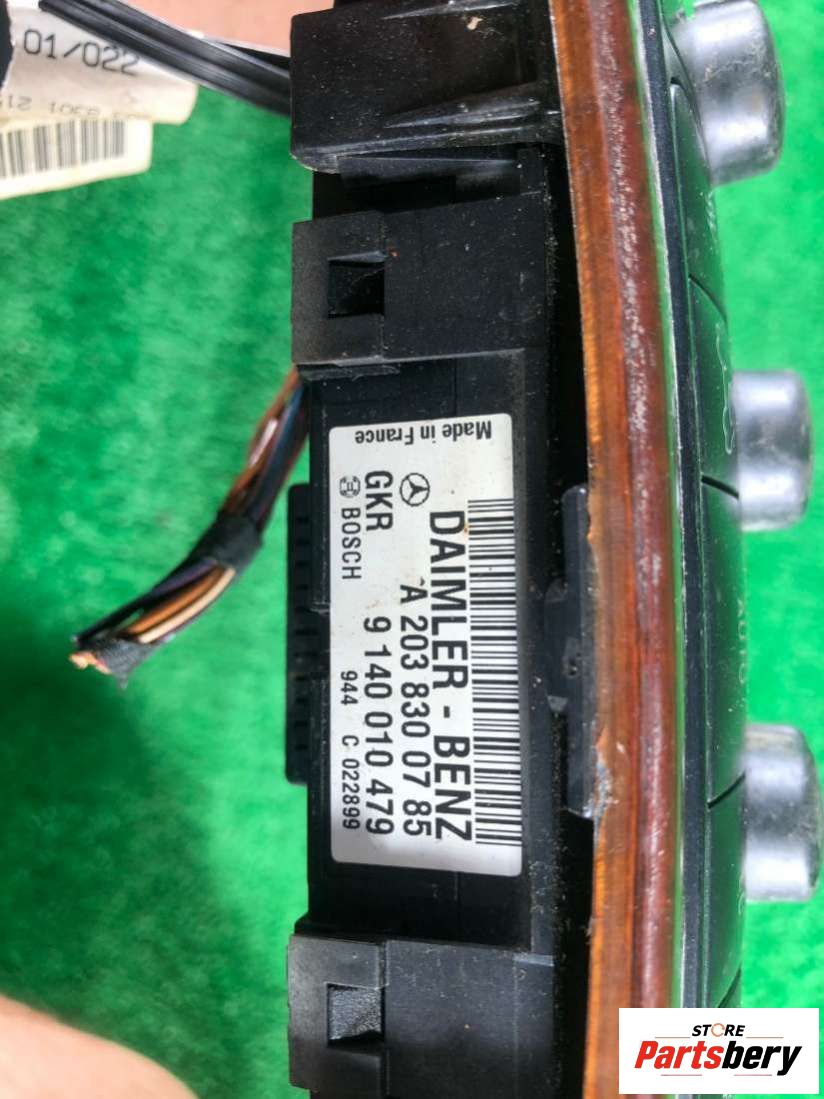 01/022
Made in France
DAIMLER - BENZ
A 203 830 07 85
GKR 9 140 010 479
BOSCH 944 C 022899
STORE
Partsbery